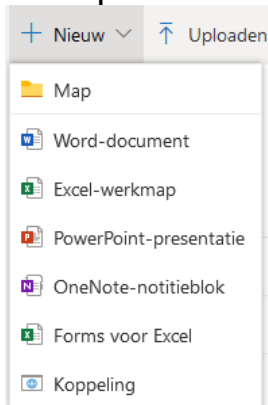 Nieuw Uploaden
Map
Word-document
Excel-werkmap
PowerPoint-presentatie
OneNote-notitieblok
Forms voor Excel
Koppeling